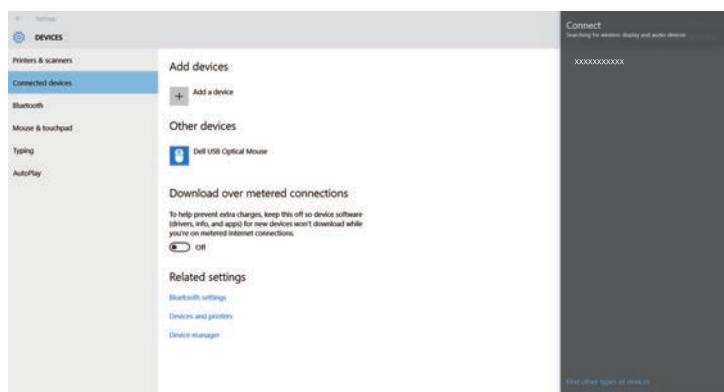 Settings
DEVICES
Printers & scanners
Connected devices
Bluetooth
Mouse & touchpad
Typing
AutoPlay
Add devices
Add a device
Other devices
Dell USB Optical Mouse
Download over metered connections
To help prevent extra charges, keep this off so device software
(drivers, info, and apps) for new devices won't download while
you're on metered Internet connections.
Off
Related settings
Bluetooth settings
Devices and printers
Device manager
Connect
Searching for wireless display and audio devices
XXXXXXXXXXX
Find other types of devices